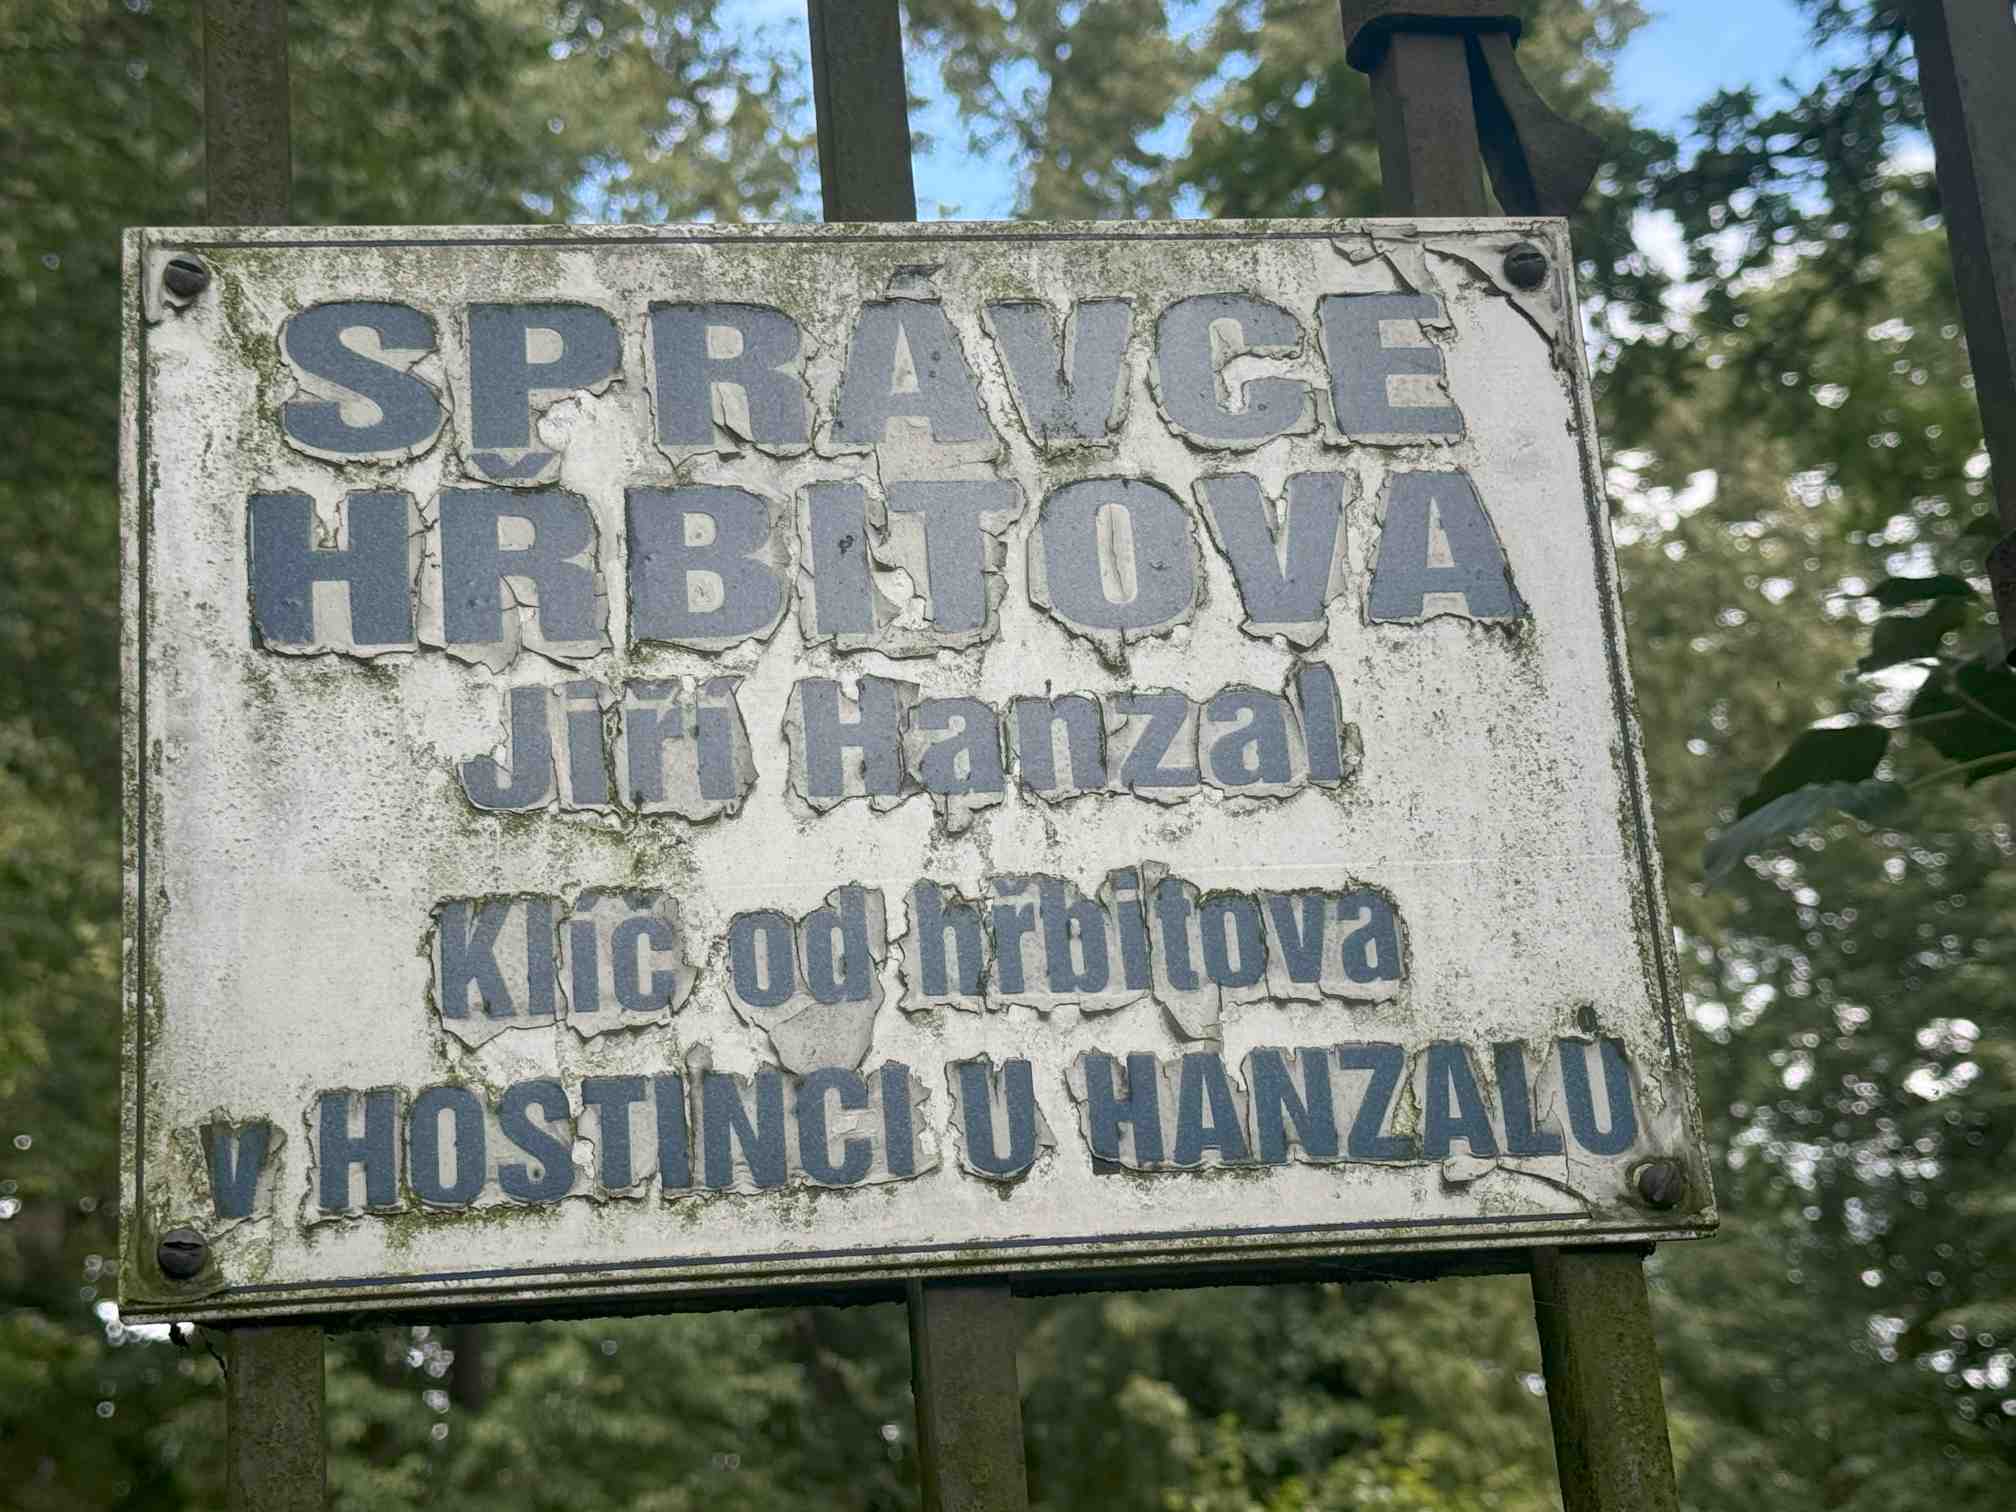 SPRÁVCE
HŘBITOVA
Jiří Hanzal
Klíč od hřbitova
v HOSTINCI U HANZALŮ